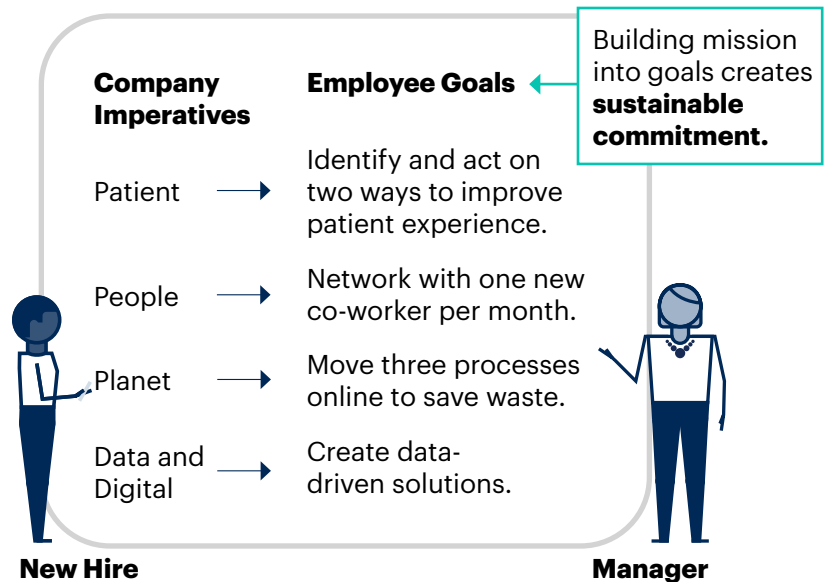 Building mission
into goals creates
sustainable
commitment.
Company
Imperatives
Employee Goals
Patient
Identify and act on
two ways to improve
patient experience.
People
Network with one new
co-worker per month.
Planet
Move three processes
online to save waste.
Data and
Digital
Create data-
driven solutions.
New Hire
Manager